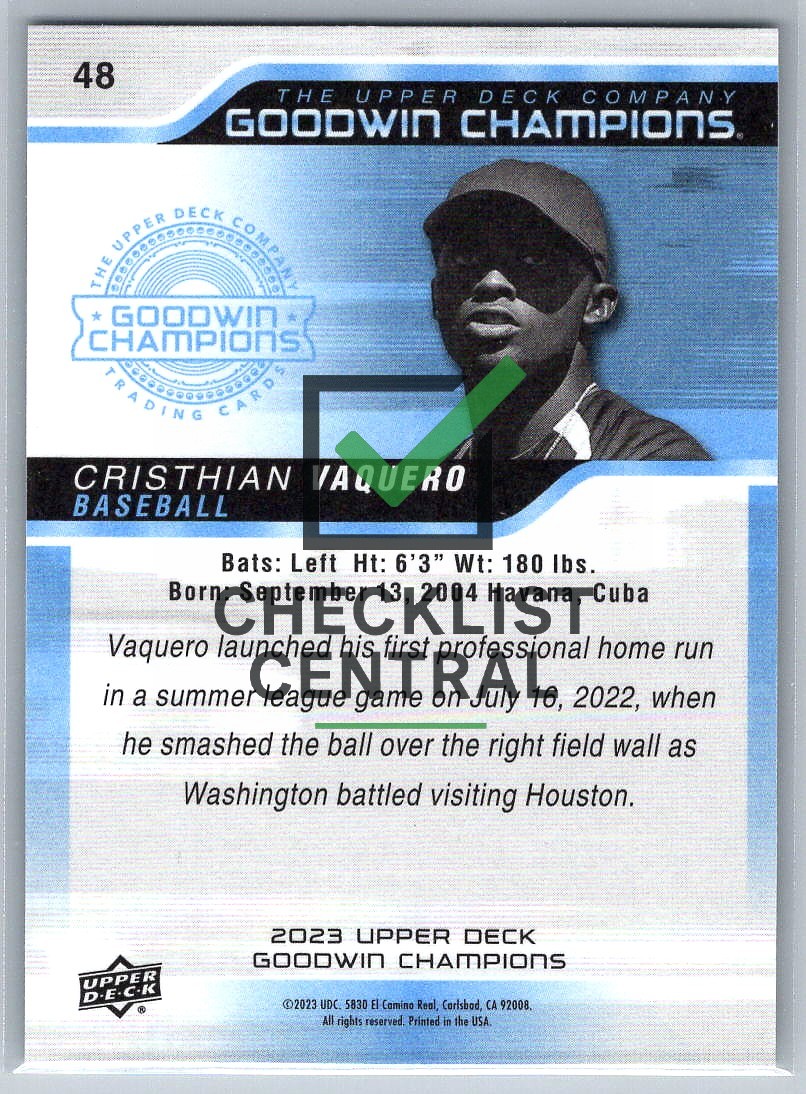 48
THE UPPER DECK COMPANY
GOODWIN CHAMPIONS®
THE UPPER DECK COMPANY
★ GOODWIN ★
CHAMPIONS
TRADING CARDS
CRISTHIAN VAQUERO
BASEBALL
Bats: Left Ht: 6'3" Wt: 180 lbs.
Born: September 13, 2004 Havana, Cuba
CHECKLIST
Vaquero launched his first professional home run
CENTRAL
in a summer league game on July 16, 2022, when
he smashed the ball over the right field wall as
Washington battled visiting Houston.
2023 UPPER DECK
GOODWIN CHAMPIONS
UPPER
D·E·C·K®
©2023 UDC. 5830 El Camino Real, Carlsbad, CA 92008.
All rights reserved. Printed in the USA.